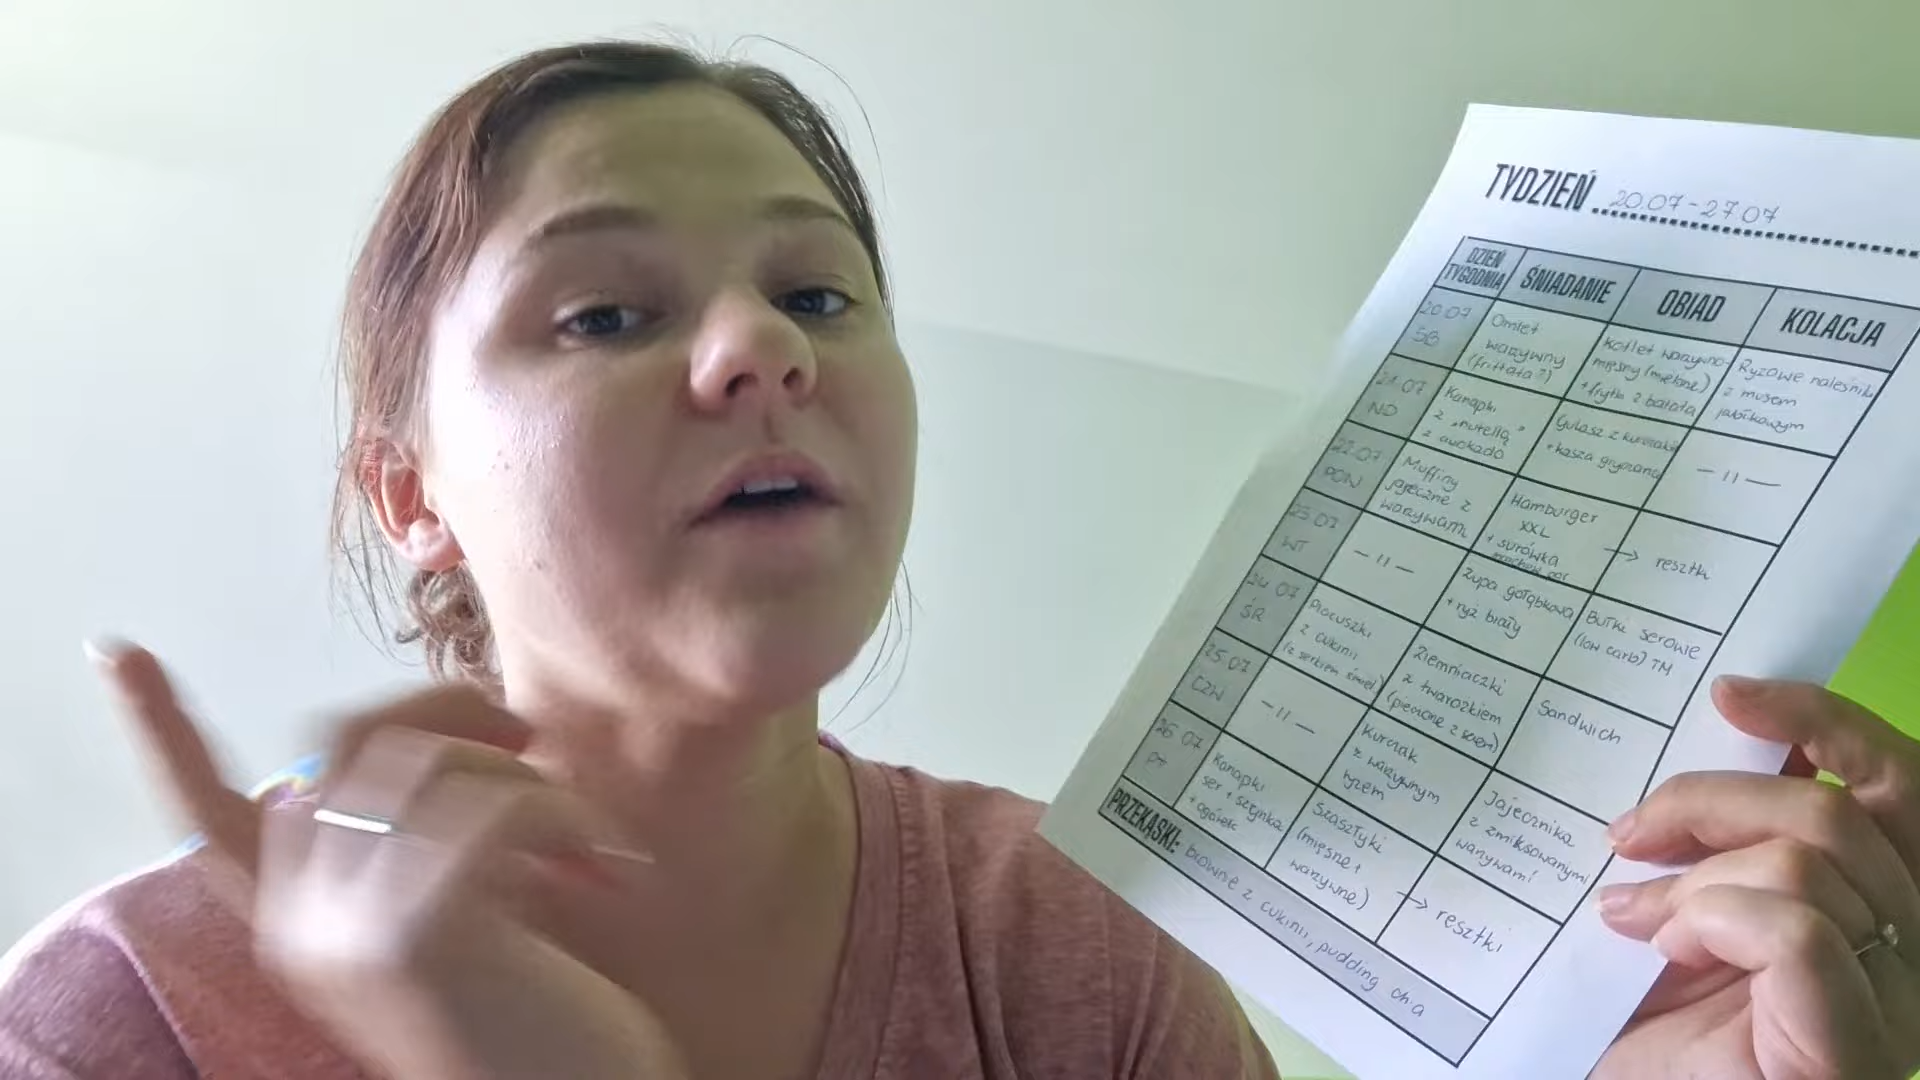 TYDZIEŃ 20.07-27.07
DZIEŃ TYGODNIA
ŚNIADANIE
OBIAD
KOLACJA
20.07
SB
Omlet
warzywny
(frittata?)
Kotlet warzywno-
mięsny (mielone)
+ frytki z batata
Ryżowe naleśniki
z musem
jabłkowym
21.07
ND
Kanapki
z "nutellą"
z awokado
Gulasz z kurczaka
+ kasza gryczana
-11-
22.07
PON
Muffiny
jajeczne z
warzywami
Hamburger
XXL
+ surówka
→ resztki
23.07
WT
-11-
Zupa gołąbkowa
+ ryż biały
Bułki serowe
(low carb) TM
24.07
ŚR
Placuszki
z cukinii
Ziemniaczki
z twarożkiem
(pieczone z serem)
Sandwich
25.07
CZW
-11-
Kurczak
z warzywnym
Jajecznica
z zmiksowanymi
warzywami
26.07
PT
Kanapki
ser + szynka
+ ogórek
Szaszłyki
(mięsne +
warzywne)
→ resztki
PRZEKĄSKI: brownie z cukinii, pudding chia